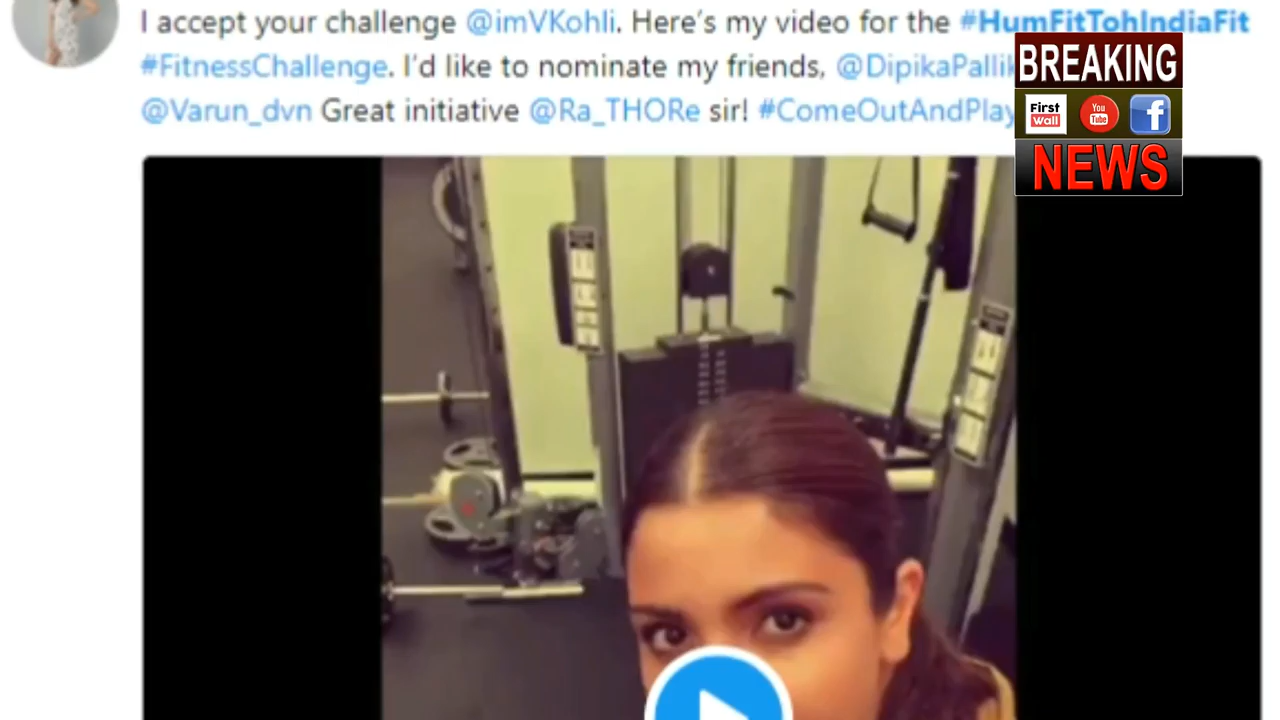 I accept your challenge @imVKohli. Here's my video for the #HumFitTohIndiaFit
#FitnessChallenge. I'd like to nominate my friends, @DipikaPallik
@Varun_dvn Great initiative @Ra_THORe sir! #ComeOutAndPlay
BREAKING
First
Wall
You
Tube
f
NEWS